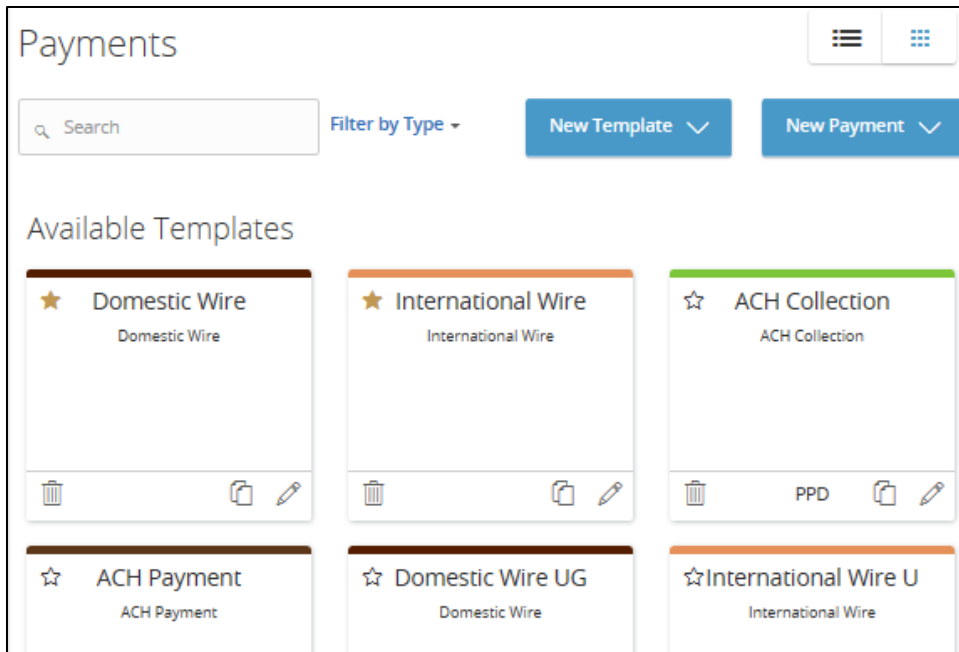 Payments
Search
Filter by Type
New Template
New Payment
Available Templates
Domestic Wire
Domestic Wire
International Wire
International Wire
ACH Collection
ACH Collection
PPD
ACH Payment
ACH Payment
Domestic Wire UG
Domestic Wire
International Wire U
International Wire